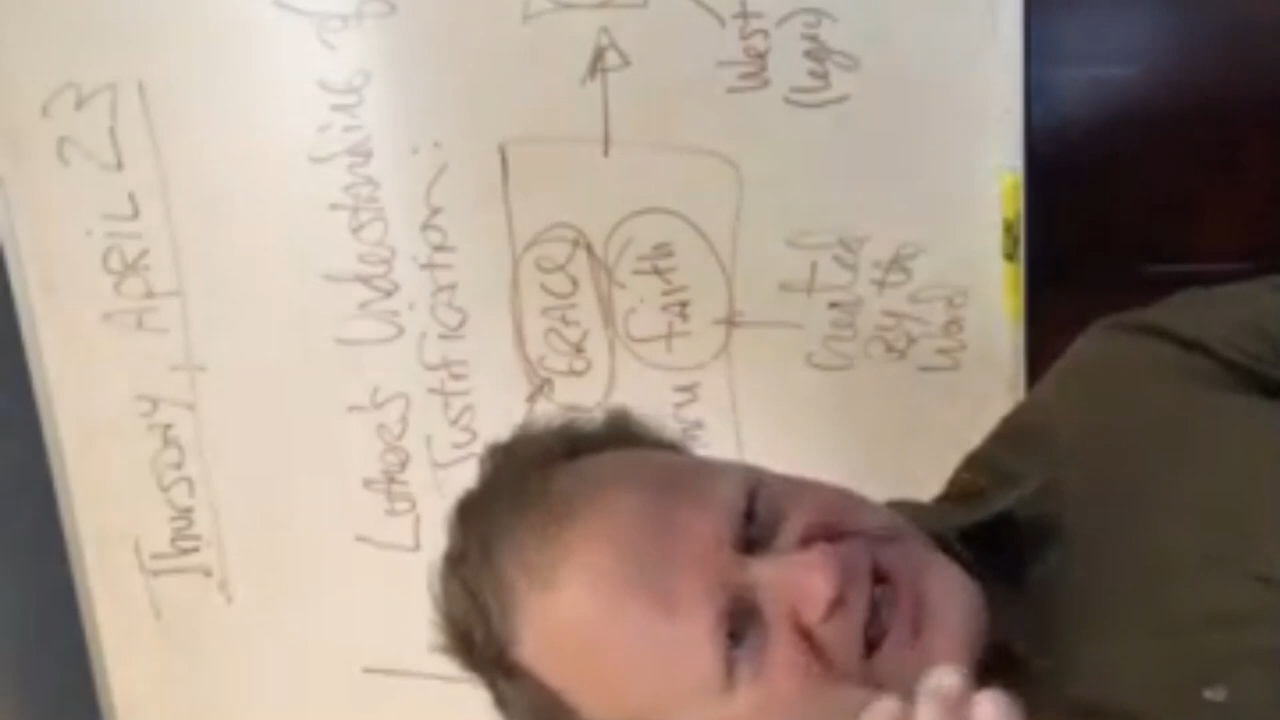 Thursday, APRIL 23
Luther's Understanding of
Justification:
GRACE
faith
Created
By the
Word
West
(legal)